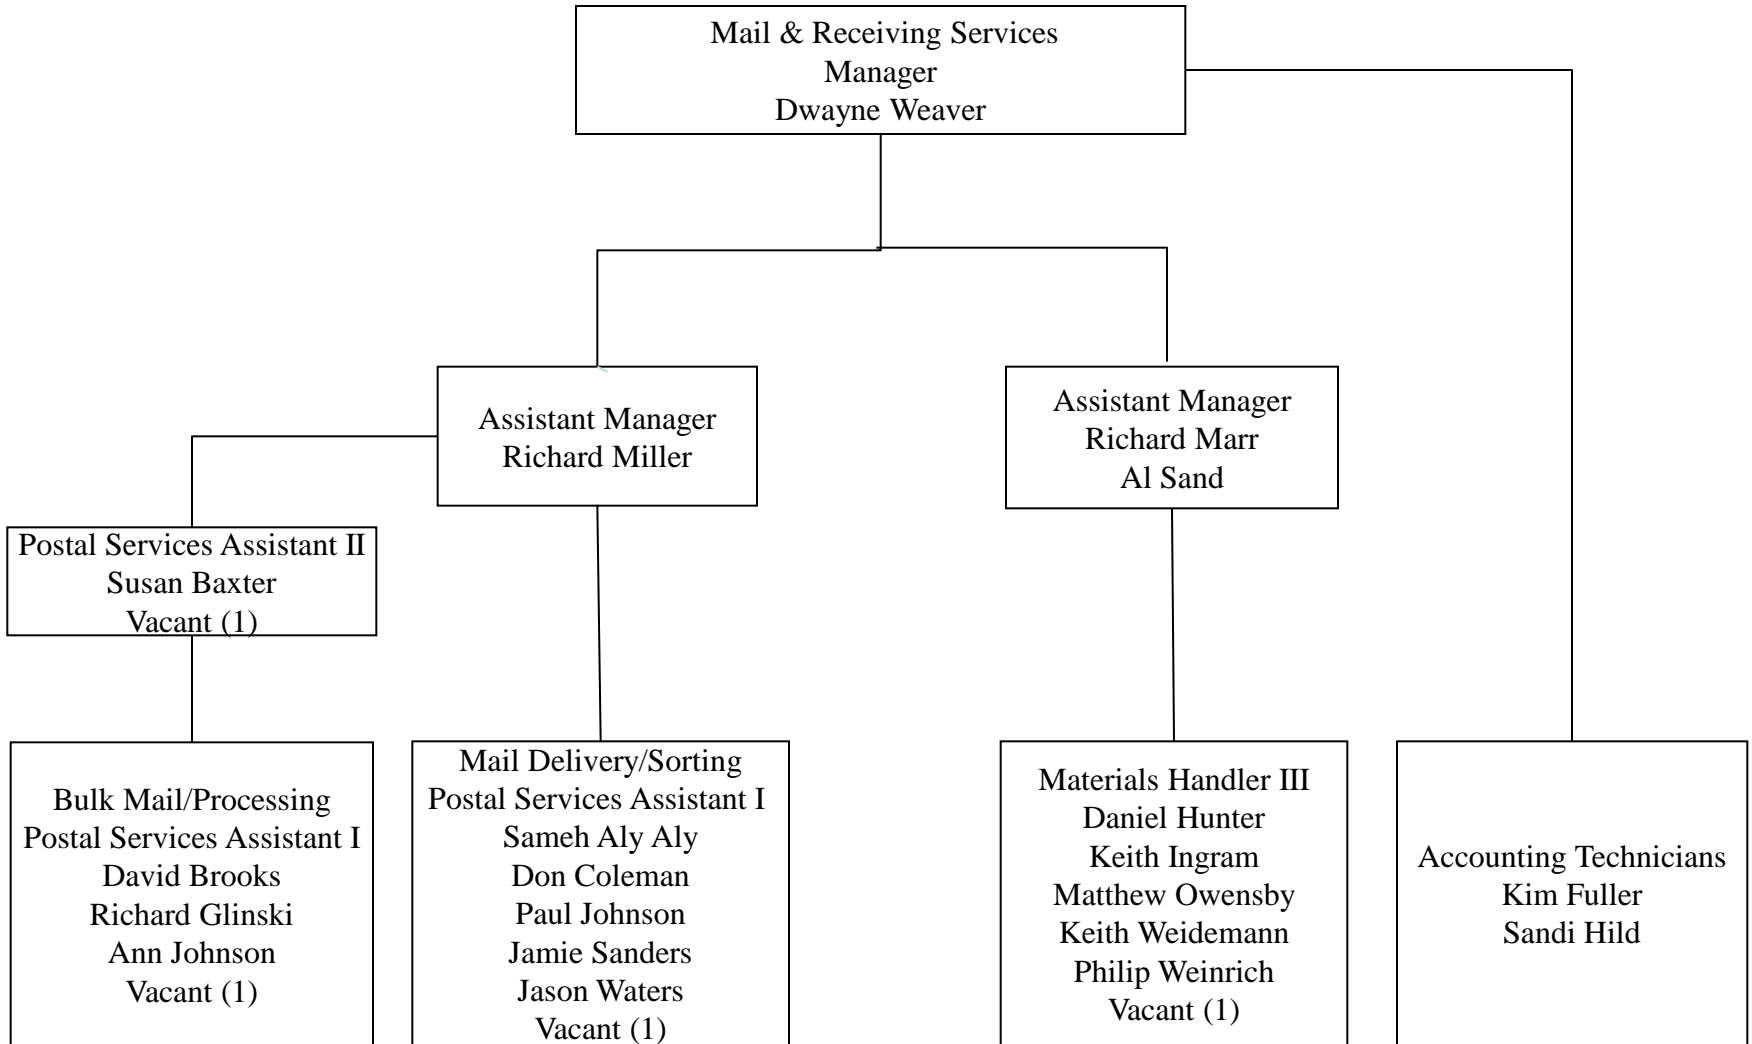 Mail & Receiving Services
Manager
Dwayne Weaver
Assistant Manager
Richard Miller
Assistant Manager
Richard Marr
Al Sand
Postal Services Assistant II
Susan Baxter
Vacant (1)
Bulk Mail/Processing
Postal Services Assistant I
David Brooks
Richard Glinski
Ann Johnson
Vacant (1)
Mail Delivery/Sorting
Postal Services Assistant I
Sameh Aly Aly
Don Coleman
Paul Johnson
Jamie Sanders
Jason Waters
Vacant (1)
Materials Handler III
Daniel Hunter
Keith Ingram
Matthew Owensby
Keith Weidemann
Philip Weinrich
Vacant (1)
Accounting Technicians
Kim Fuller
Sandi Hild